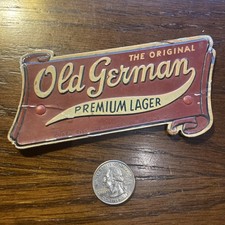 THE ORIGINAL
Old German
PREMIUM LAGER